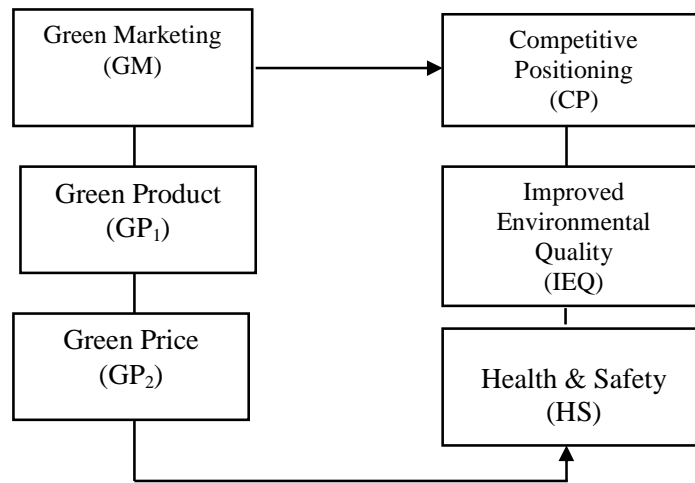 Green Marketing
(GM)
Green Product
(GP₁)
Green Price
(GP₂)
Competitive
Positioning
(CP)
Improved
Environmental
Quality
(IEQ)
Health & Safety
(HS)